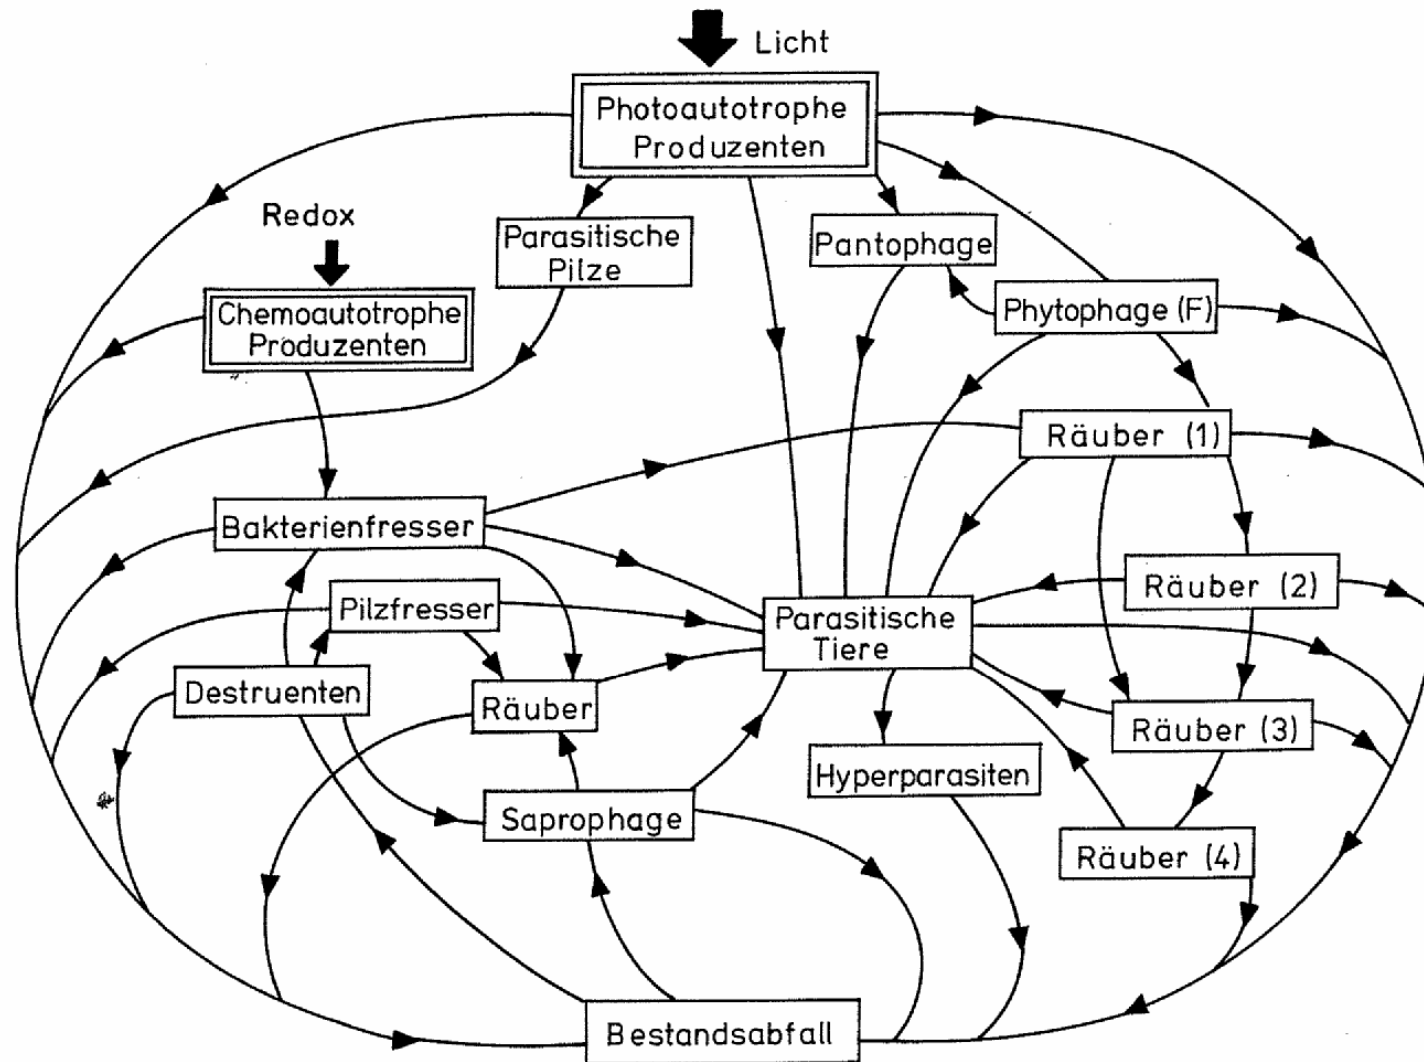 Licht
Photoautotrophe
Produzenten
Redox
Parasitische
Pilze
Pantophage
Chemoautotrophe
Produzenten
Phytophage (F)
Räuber (1)
Bakterienfresser
Räuber (2)
Pilzfresser
Parasitische
Tiere
Destruenten
Räuber
Räuber (3)
Hyperparasiten
Saprophage
Räuber (4)
Bestandsabfall